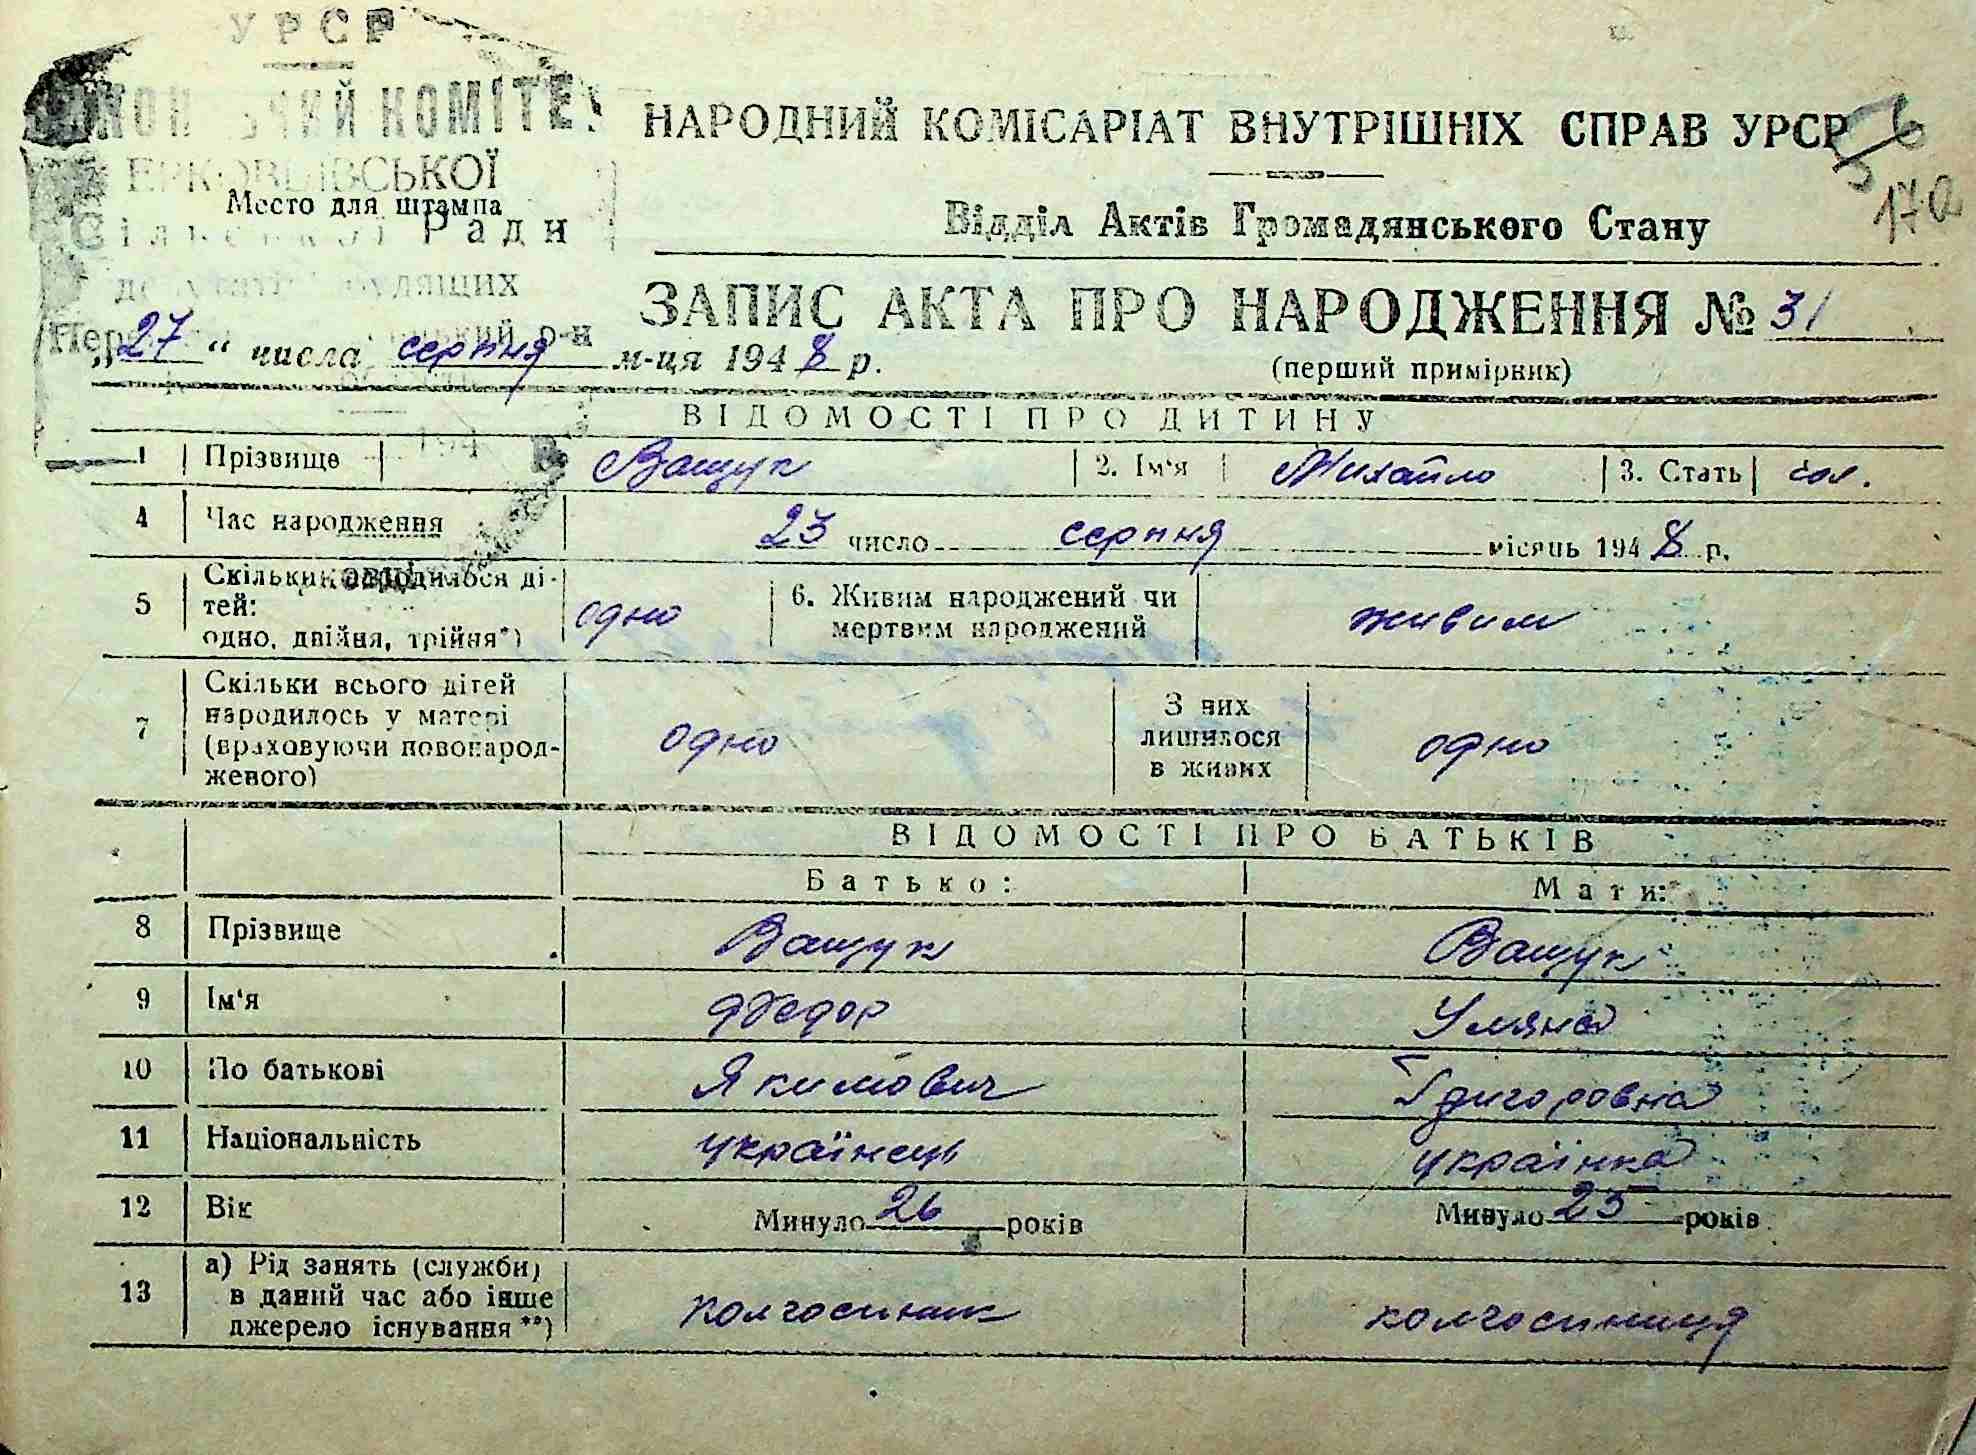 УРСР
КОМІТЕ
НАРОДНИЙ КОМІСАРІАТ ВНУТРІШНІХ СПРАВ УРСР
Место для штампа
Ради
170
Відділ Актів Громадянського Стану
ЗАПИС АКТА ПРО НАРОДЖЕННЯ № 31
„27" числа серпня м-ця 1948 р.
(перший примірник)
ВІДОМОСТІ ПРО ДИТИНУ
1 Прізвище Ващук 2. Ім'я Михайло 3. Стать чол.
4 Час народження 23 число серпня місяць 1948 р.
5 Скільки народилося ді-
тей:
одно, двійня, трійня*)
одно
6. Живим народжений чи
мертвим народжений
живим
7 Скільки всього дітей
народилось у матері
(враховуючи новонарод-
женого)
одно
З них
лишилося
в живих
одно
ВІДОМОСТІ ПРО БАТЬКІВ
Батько: Мати:
8 Прізвище Ващук Ващук
9 Ім'я Федор Уляна
10 По батькові Якимович Григоровна
11 Національність українець українка
12 Вік Минуло 26 років Минуло 25 років
13 а) Рід занять (служби)
в даний час або інше
джерело існування **)
колгоспник колгоспниця